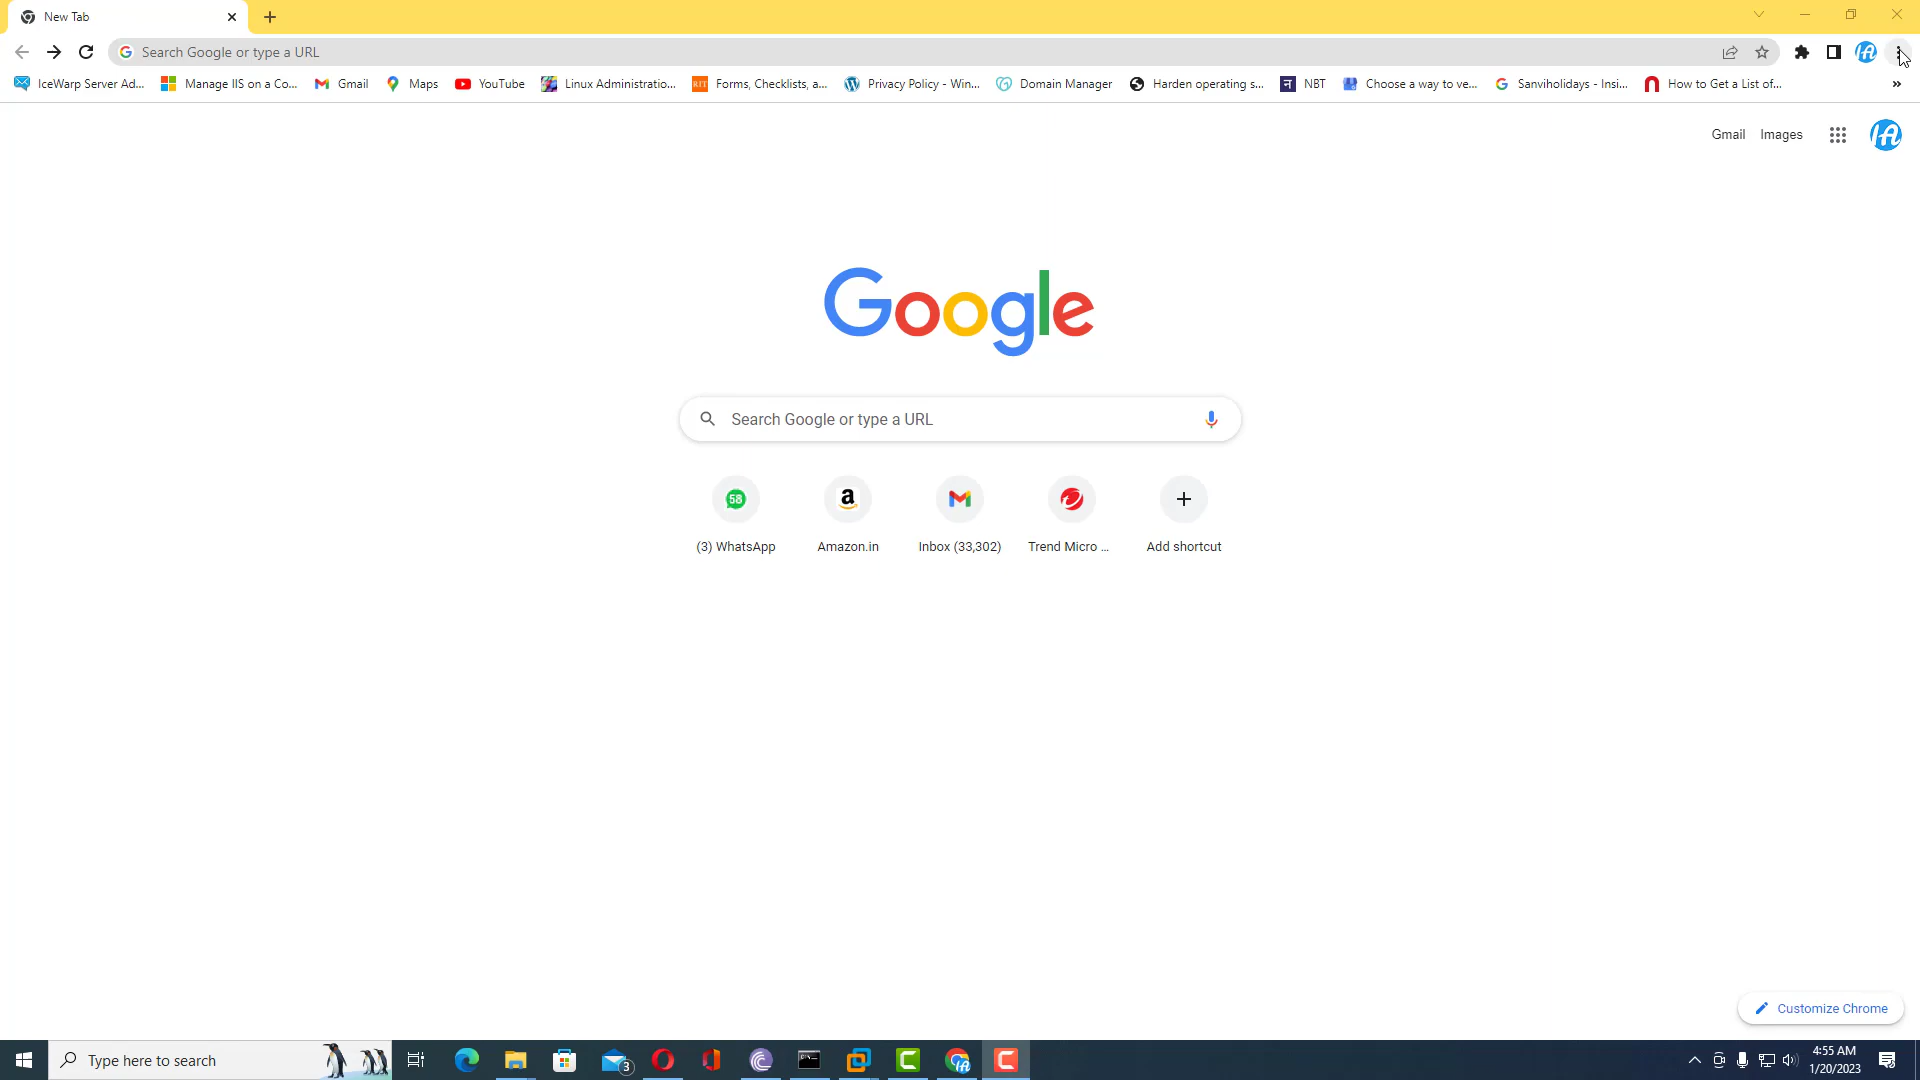 New Tab
Search Google or type a URL
IceWarp Server Ad...
Manage IIS on a Co...
Gmail
Maps
YouTube
Linux Administratio...
RIT
Forms, Checklists, a...
Privacy Policy - Win...
Domain Manager
Harden operating s...
न
NBT
Choose a way to ve...
Sanviholidays - Insi...
How to Get a List of...
»
Gmail
Images
Google
Search Google or type a URL
58
(3) WhatsApp
Amazon.in
Inbox (33,302)
Trend Micro ...
Add shortcut
Customize Chrome
Type here to search
3
4:55 AM
1/20/2023